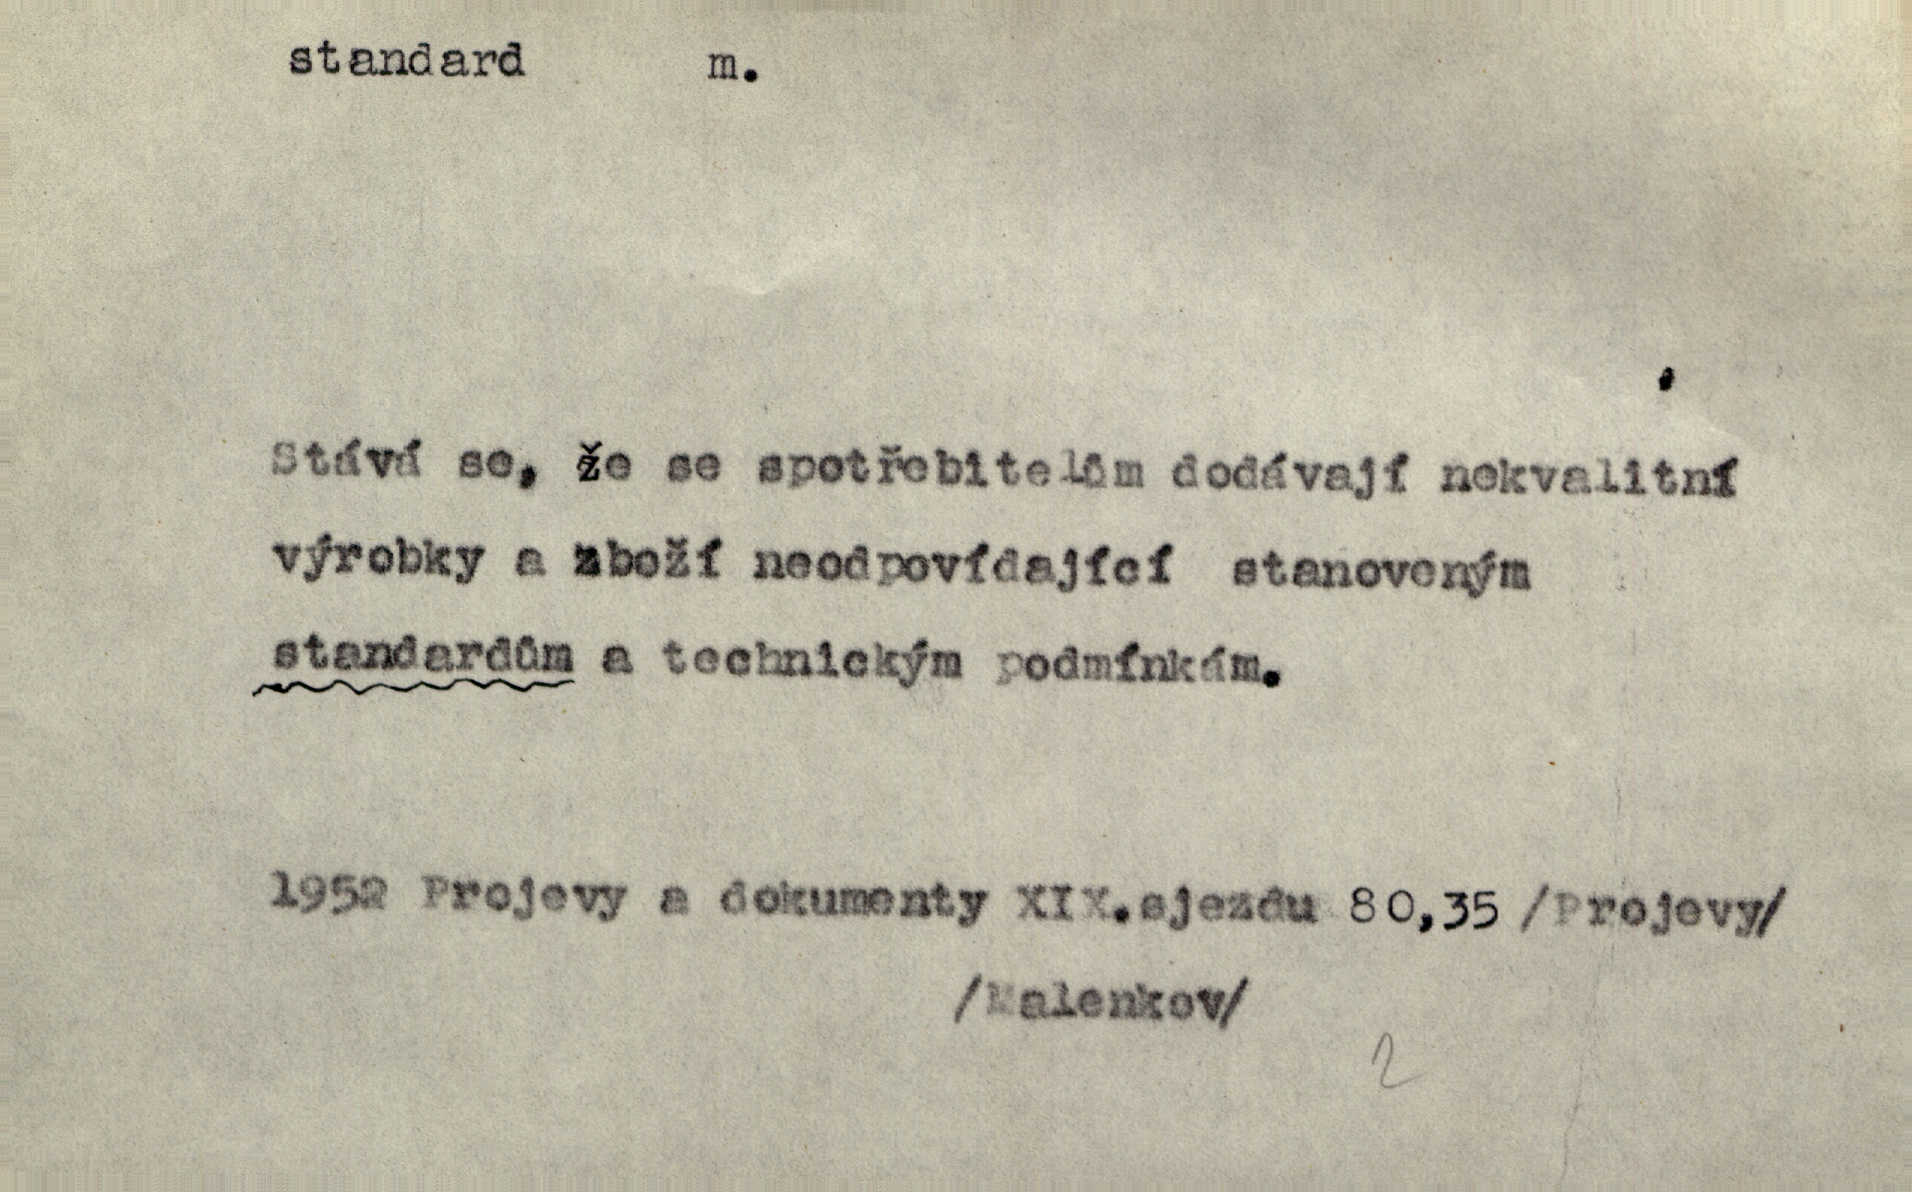 standard m.
Stává se, že se spotřebitelům dodávají nekvalitní
výrobky a zboží neodpovídající stanoveným
standardům a technickým podmínkám.
1952 Projevy a dokumenty XIX.sjezdu 80,35 /Projevy/
/Malenkov/
2